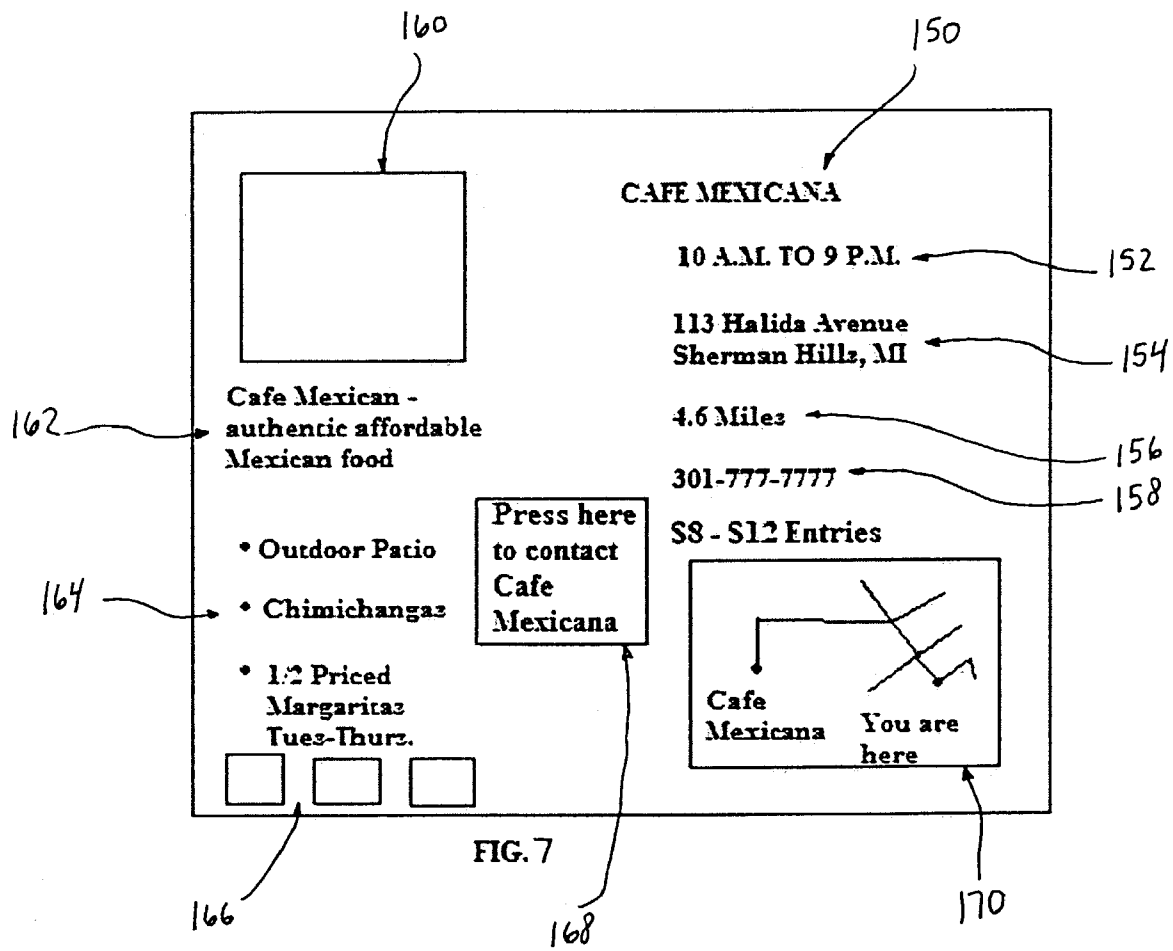 160
150
CAFE MEXICANA
10 A.M. TO 9 P.M.
152
113 Halida Avenue
Sherman Hills, MI
154
Cafe Mexican -
authentic affordable
Mexican food
162
4.6 Miles
156
301-777-7777
158
S8 - S12 Entries
Press here
to contact
Cafe
Mexicana
• Outdoor Patio
• Chimichangas
164
• 1/2 Priced
Margaritas
Tues-Thurs.
Cafe
Mexicana
You are
here
FIG. 7
166
168
170